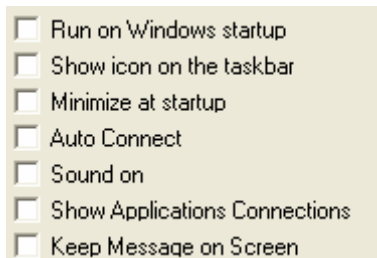 Run on Windows startup
Show icon on the taskbar
Minimize at startup
Auto Connect
Sound on
Show Applications Connections
Keep Message on Screen